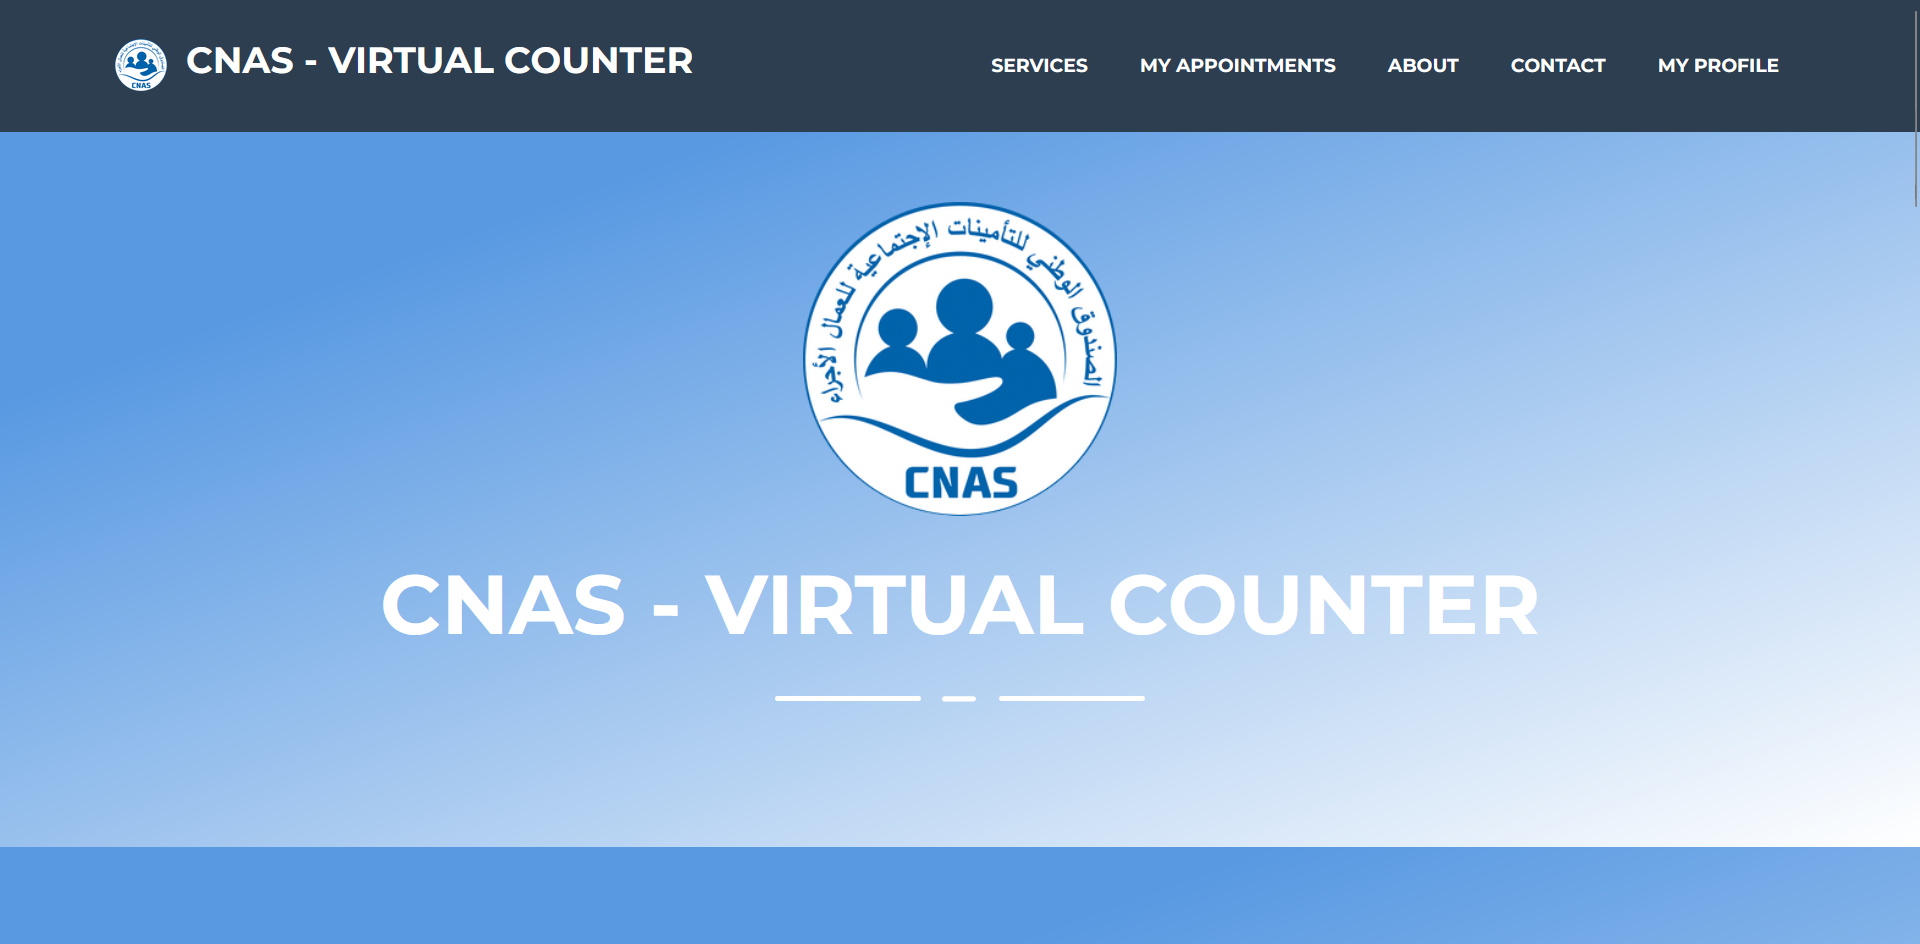 CNAS - VIRTUAL COUNTER
SERVICES
MY APPOINTMENTS
ABOUT
CONTACT
MY PROFILE
الصندوق الوطني للتأمينات الإجتماعية للعمال الأجراء
CNAS
CNAS - VIRTUAL COUNTER